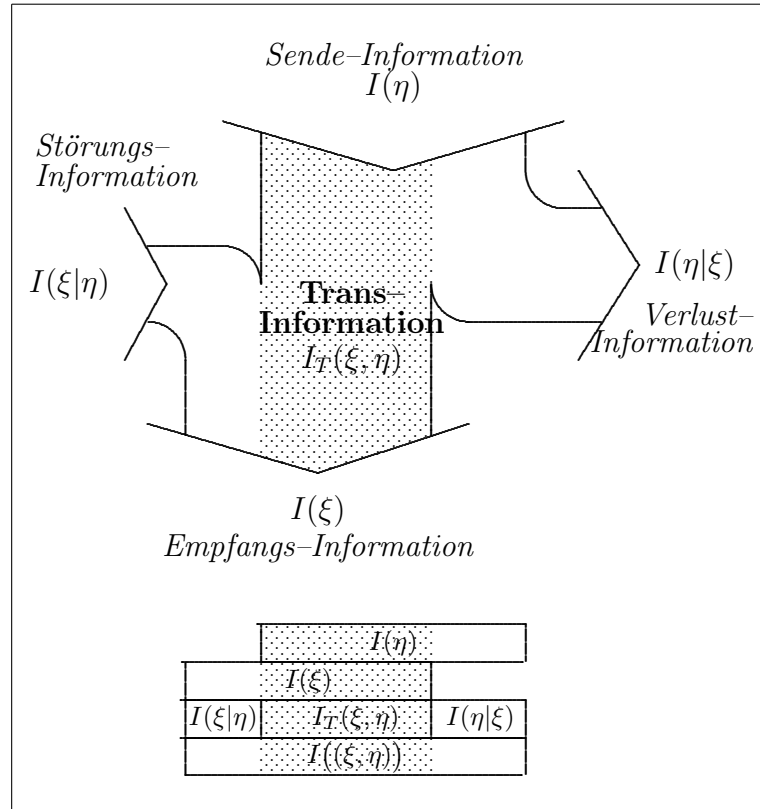 Sende–Information
I(η)
Störungs–
Information
I(ξ|η)
I(η|ξ)
Trans–
Information
I_T(ξ, η)
Verlust–
Information
I(ξ)
Empfangs–Information
I(η)
I(ξ)
I(ξ|η) I_T(ξ, η) I(η|ξ)
I((ξ, η))